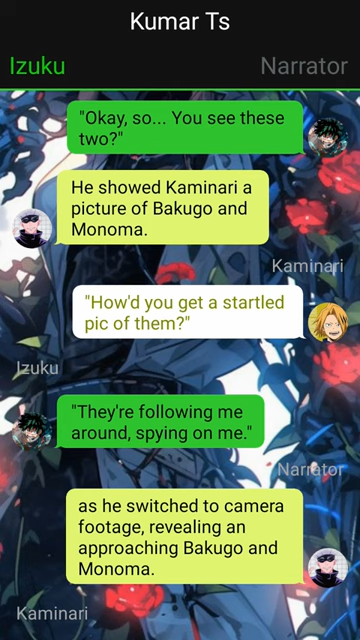 Kumar Ts
Izuku
Narrator
"Okay, so... You see these
two?"
He showed Kaminari a
picture of Bakugo and
Monoma.
Kaminari
"How'd you get a startled
pic of them?"
Izuku
"They're following me
around, spying on me."
Narrator
as he switched to camera
footage, revealing an
approaching Bakugo and
Monoma.
Kaminari